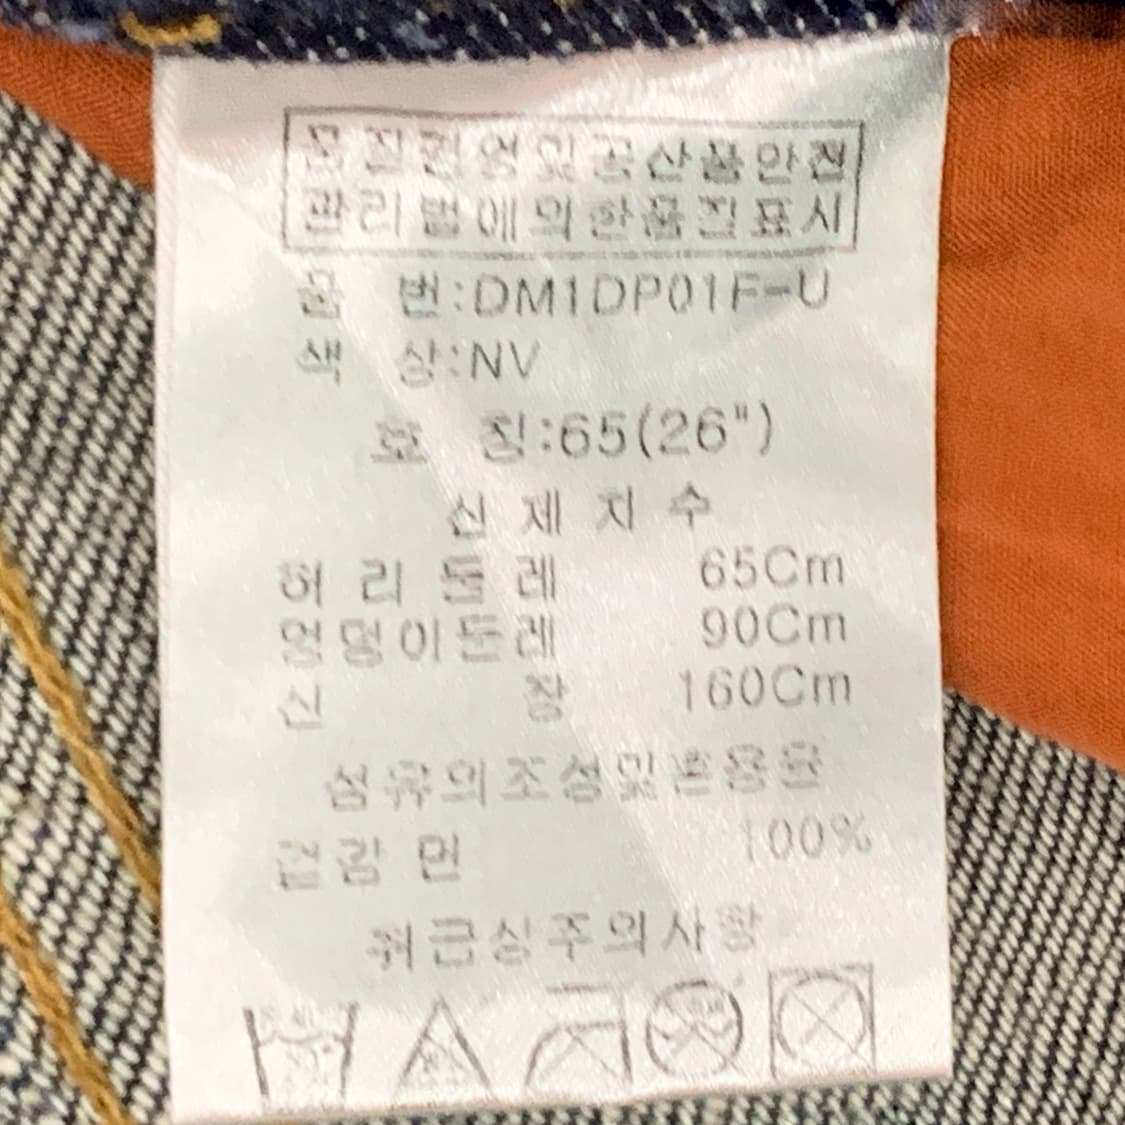 품질경영및공산품안전
관리법에의한품질표시
품 번:DM1DP01F-U
색 상:NV
호 칭:65(26")
신체치수
허리둘레 65Cm
엉덩이둘레 90Cm
신 장 160Cm
섬유의조성및혼용율
겉감 면 100%
취급상주의사항